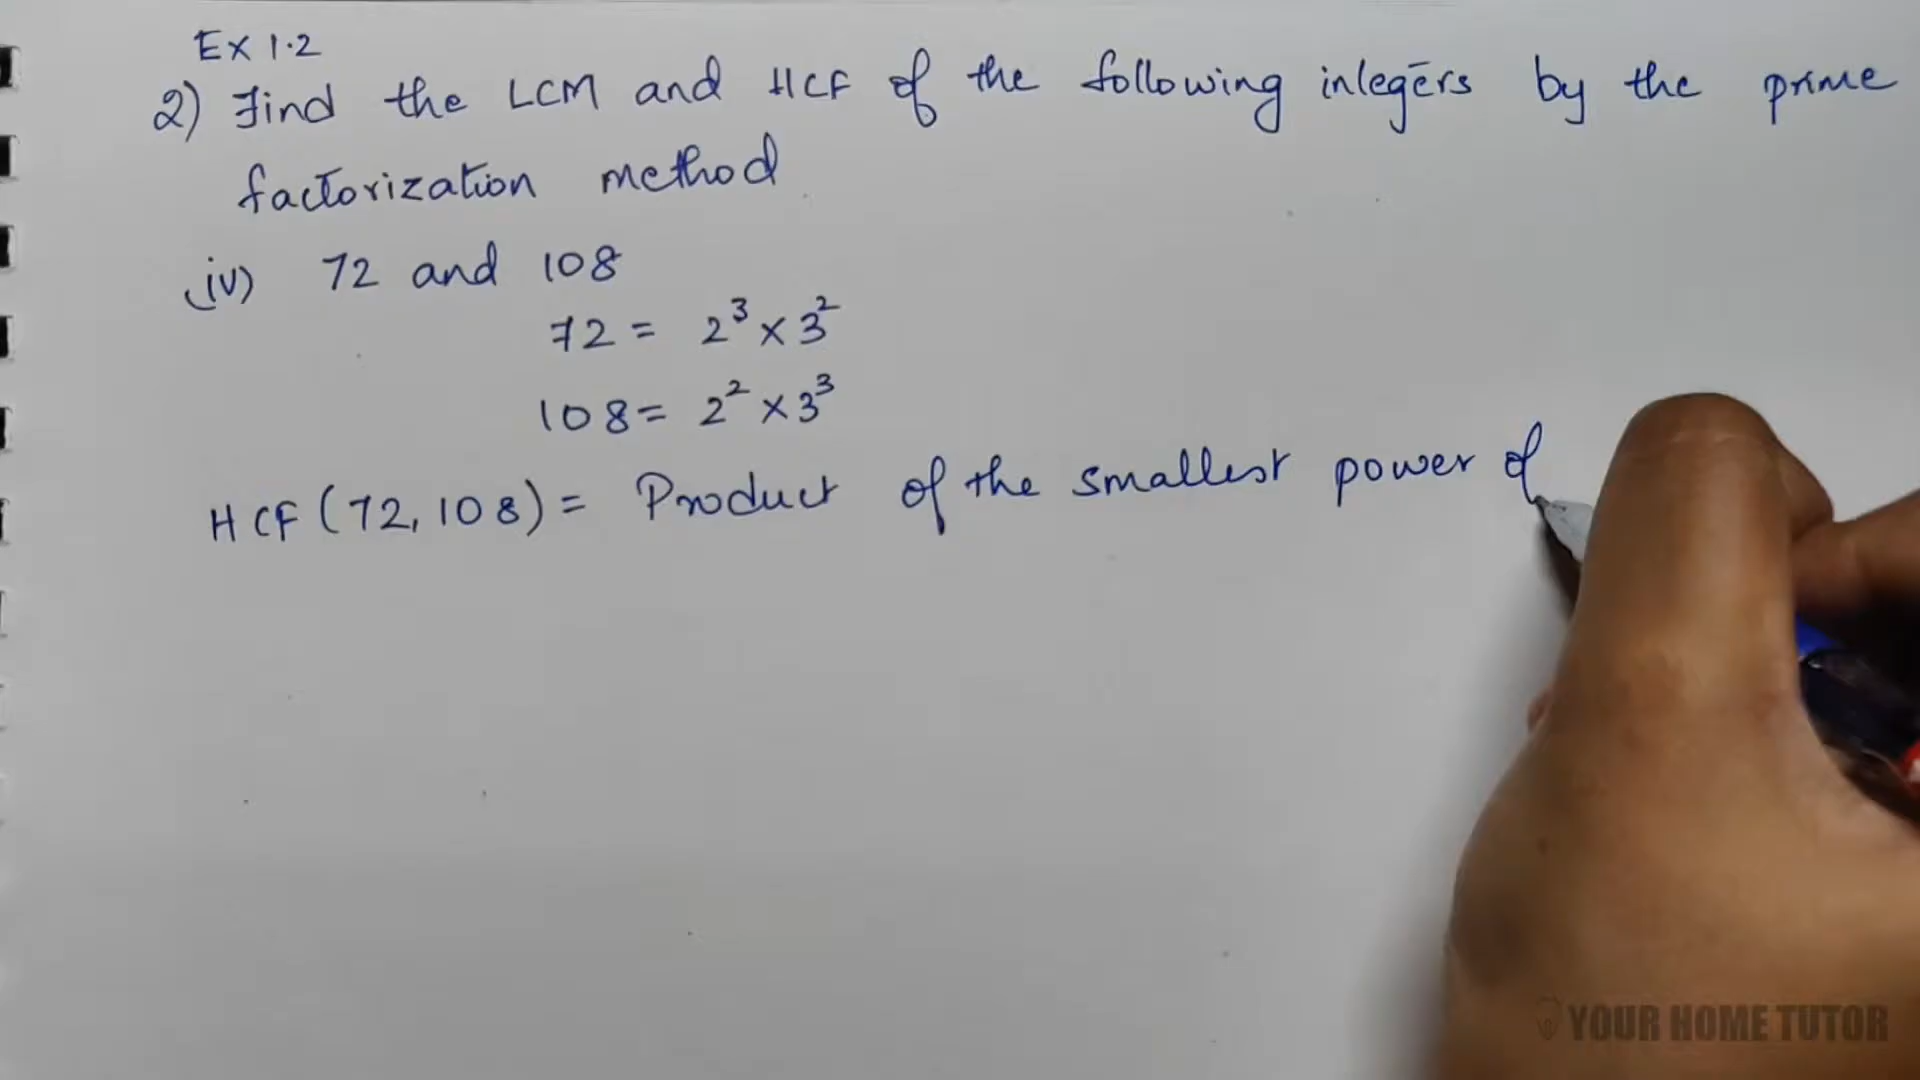 Ex 1.2
2) Find the LCM and HCF of the following integers by the prime
factorization method
(iv) 72 and 108
72 = 2³ × 3²
108 = 2² × 3³
HCF (72, 108) = Product of the smallest power of
YOUR HOME TUTOR